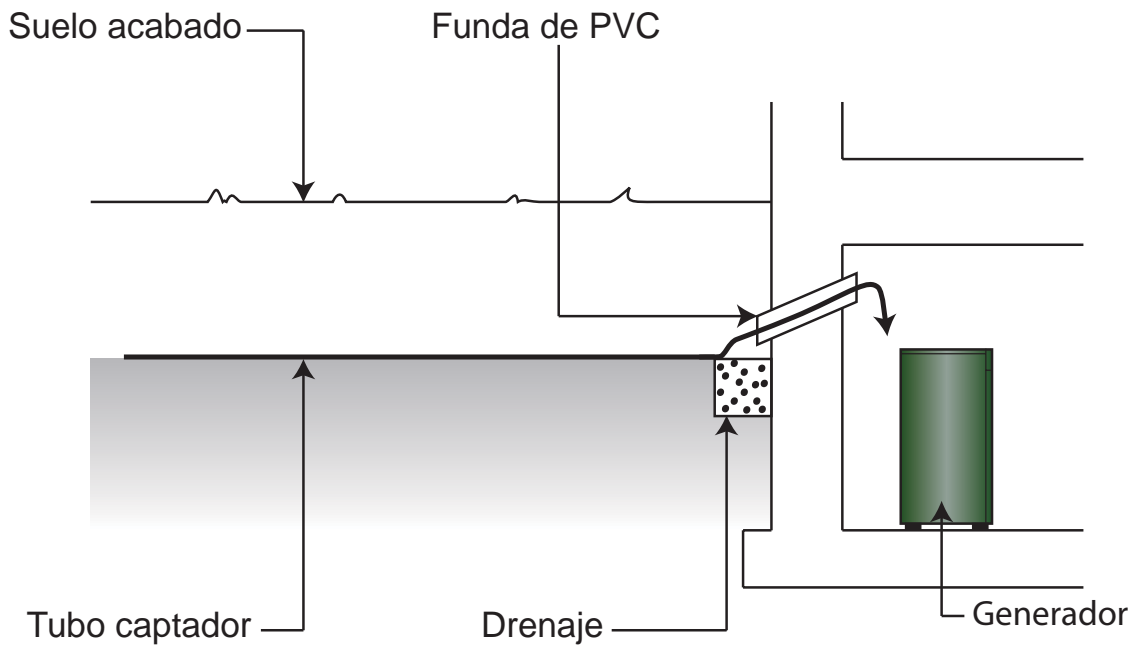 Suelo acabado
Funda de PVC
Tubo captador
Drenaje
Generador